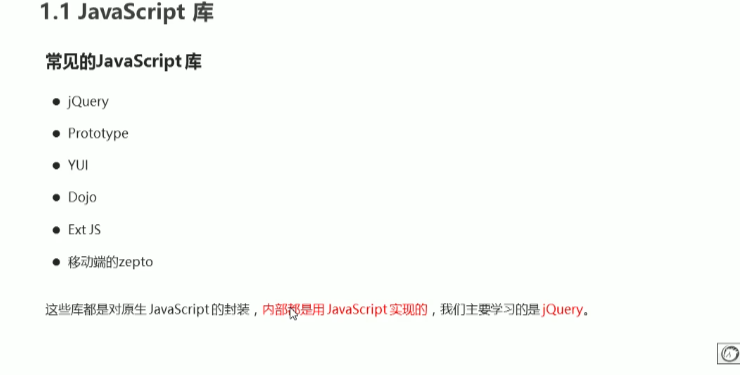 1.1 JavaScript 库
常见的JavaScript 库
● jQuery
● Prototype
● YUI
● Dojo
● Ext JS
● 移动端的zepto
这些库都是对原生 JavaScript 的封装，内部都是用 JavaScript 实现的，我们主要学习的是 jQuery。